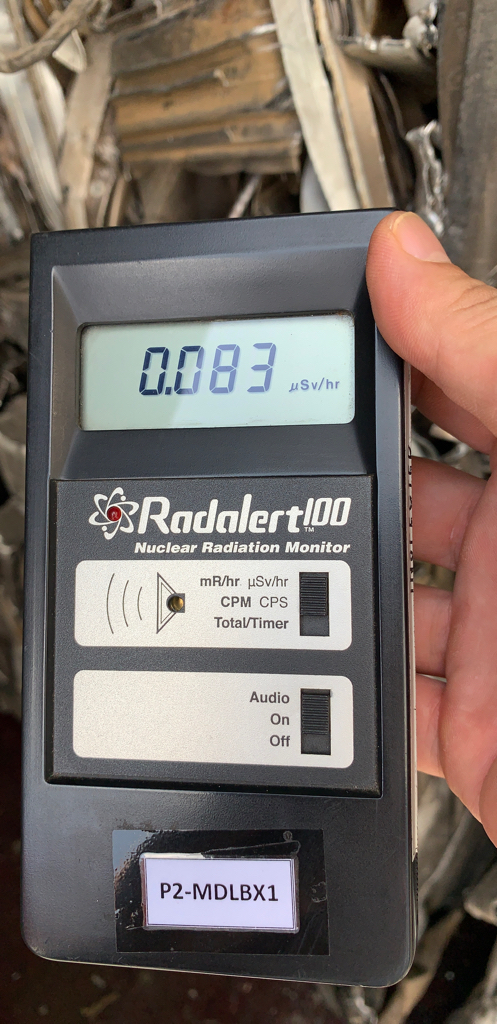 0.083 µSv/hr
Radalert100™
Nuclear Radiation Monitor
mR/hr µSv/hr
CPM CPS
Total/Timer
Audio
On
Off
P2-MDLBX1